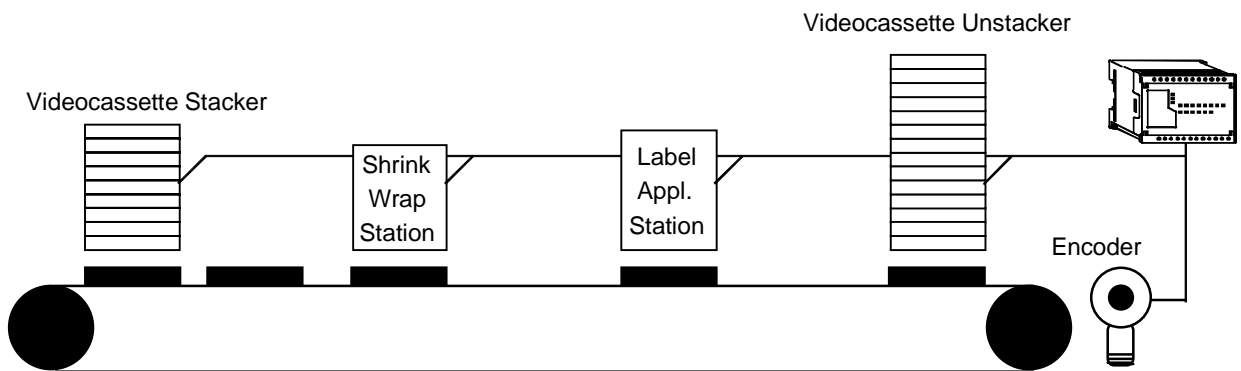 Videocassette Unstacker
Videocassette Stacker
Shrink
Wrap
Station
Label
Appl.
Station
Encoder